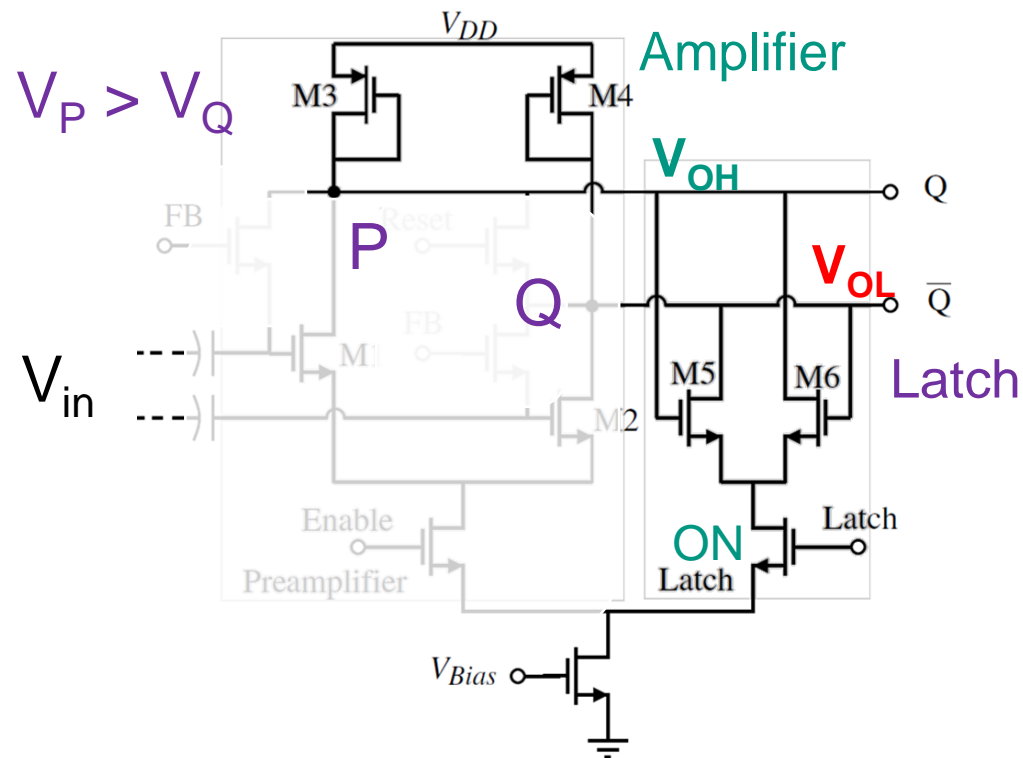 V_DD
Amplifier
V_P > V_Q
M3
M4
V_OH
Q
FB
Reset
P
V_OL
Q
Q̅
FB
M1
M5
M6
Latch
V_in
M2
Enable
ON
Latch
Preamplifier
Latch
V_Bias